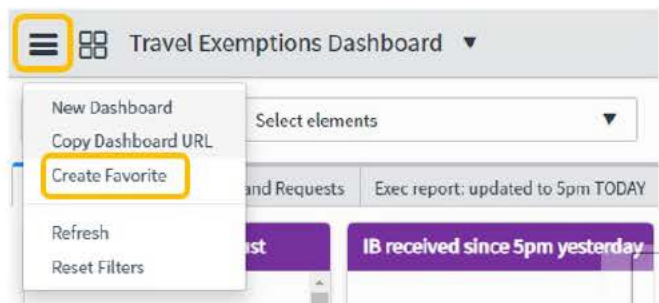 Travel Exemptions Dashboard
New Dashboard
Copy Dashboard URL
Create Favorite
Refresh
Reset Filters
Select elements
and Requests
Exec report: updated to 5pm TODAY
IB received since 5pm yesterday